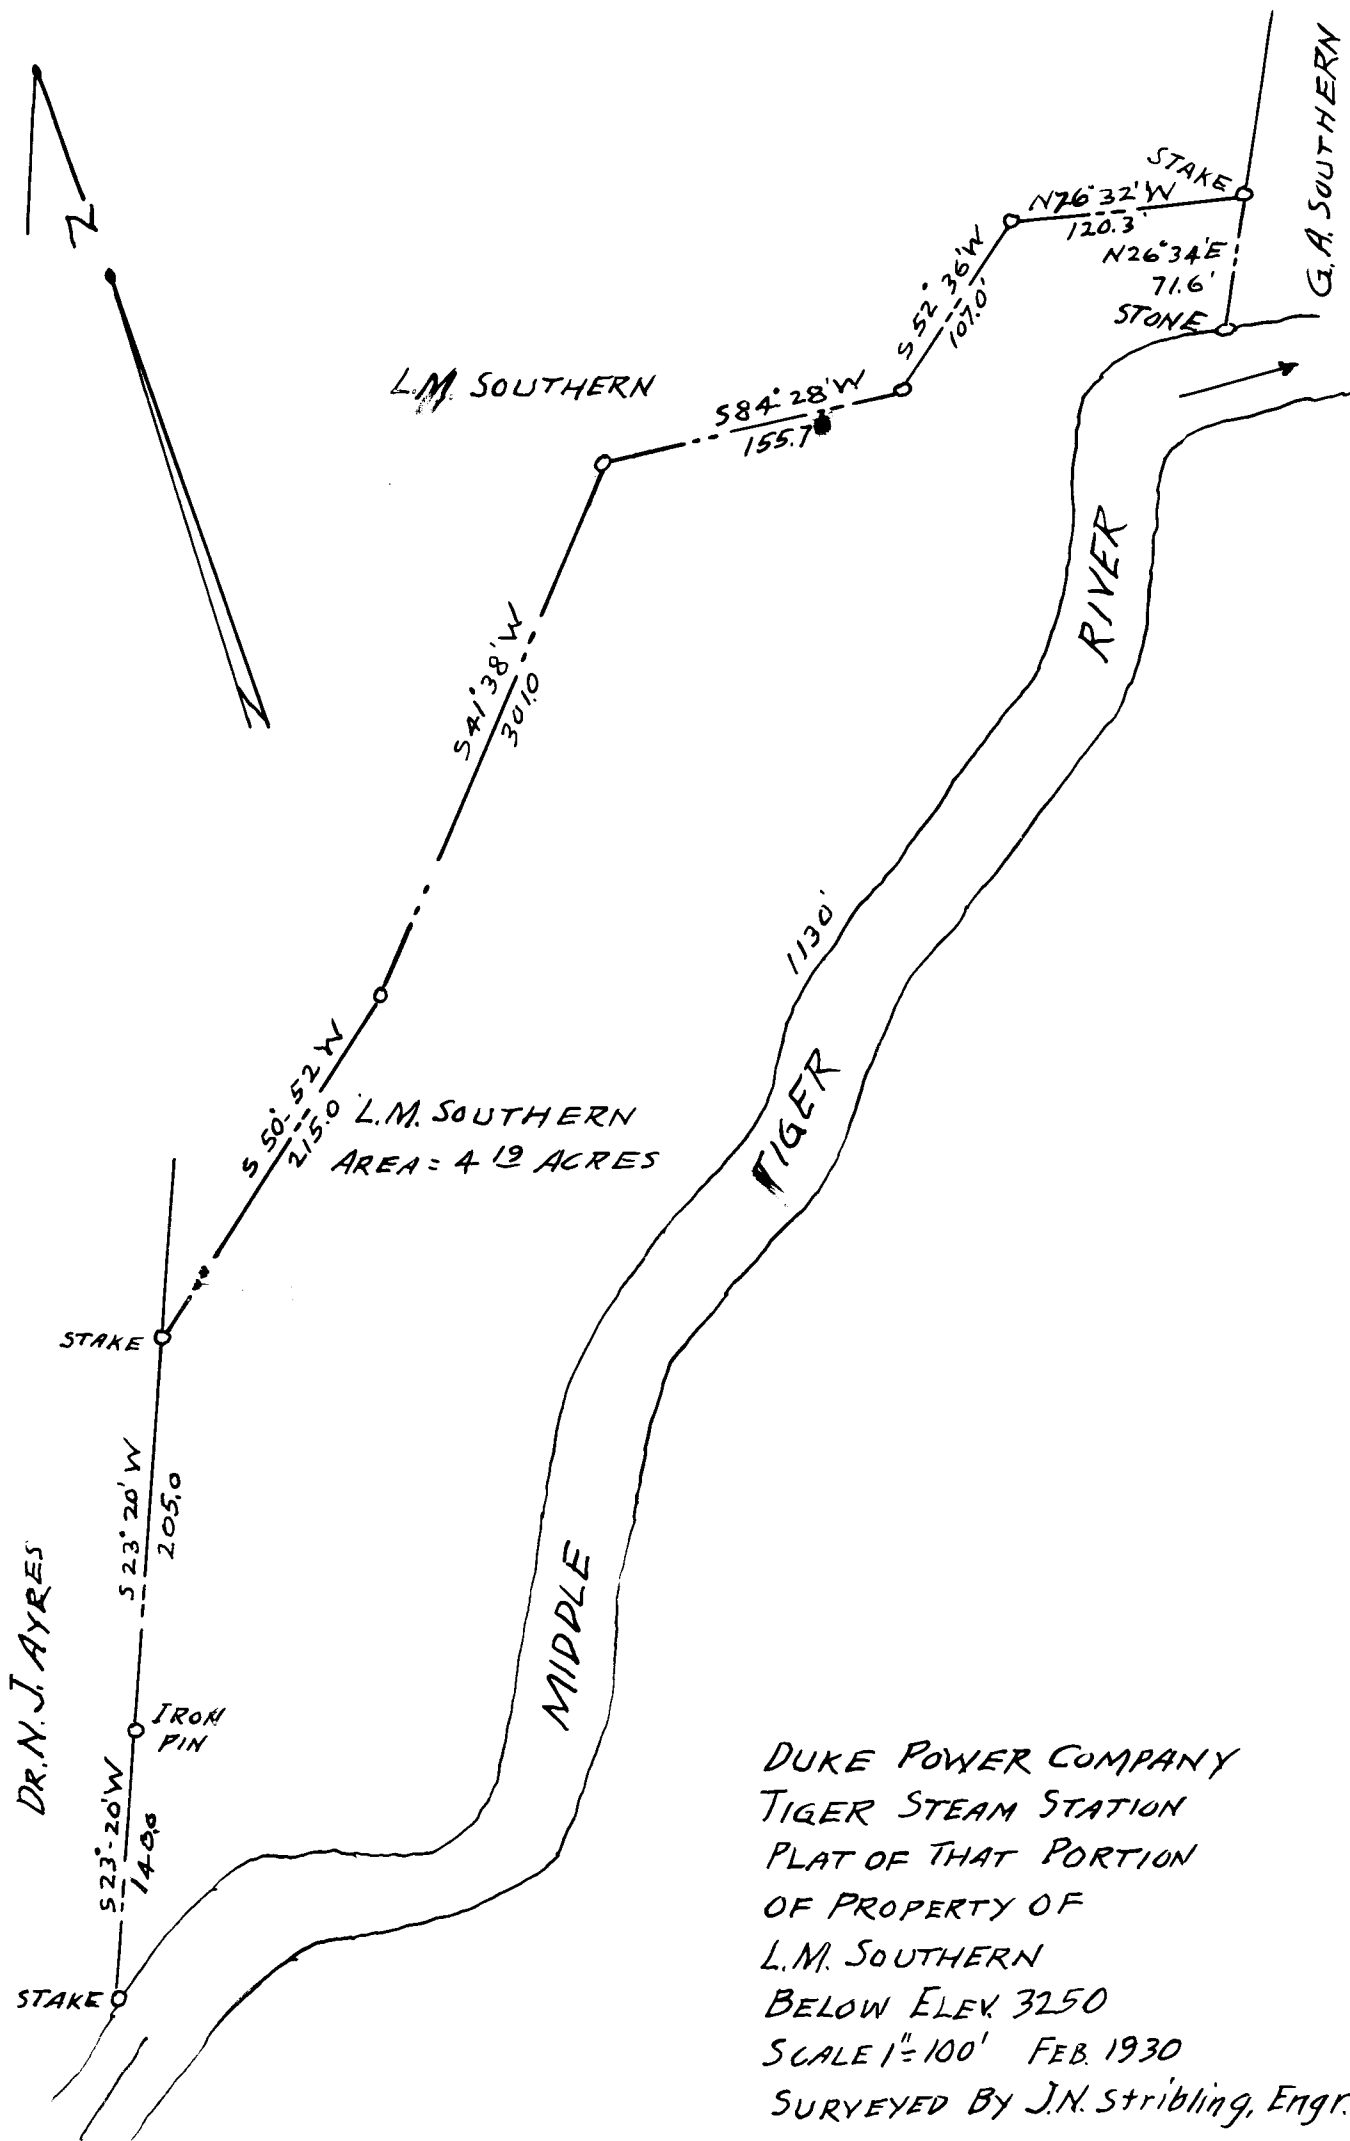 N
G.A. SOUTHERN
STAKE
N76°32'W
120.3'
N26°34'E
71.6'
STONE
S 52° 36'W
107.0'
L.M. SOUTHERN
S84°28'W
155.7
RIVER
S41°38'W
301.0
1130'
TIGER
S 50°-52 W
215.0
L.M. SOUTHERN
AREA = 4 19 ACRES
STAKE
S23°20'W
205.0
DR. N. J. AYRES
MIDDLE
IRON
PIN
S23°-20'W
140.0
STAKE
DUKE POWER COMPANY
TIGER STEAM STATION
PLAT OF THAT PORTION
OF PROPERTY OF
L.M. SOUTHERN
BELOW ELEV. 3250
SCALE 1"=100' FEB. 1930
SURVEYED BY J.N. Stribling, Engr.